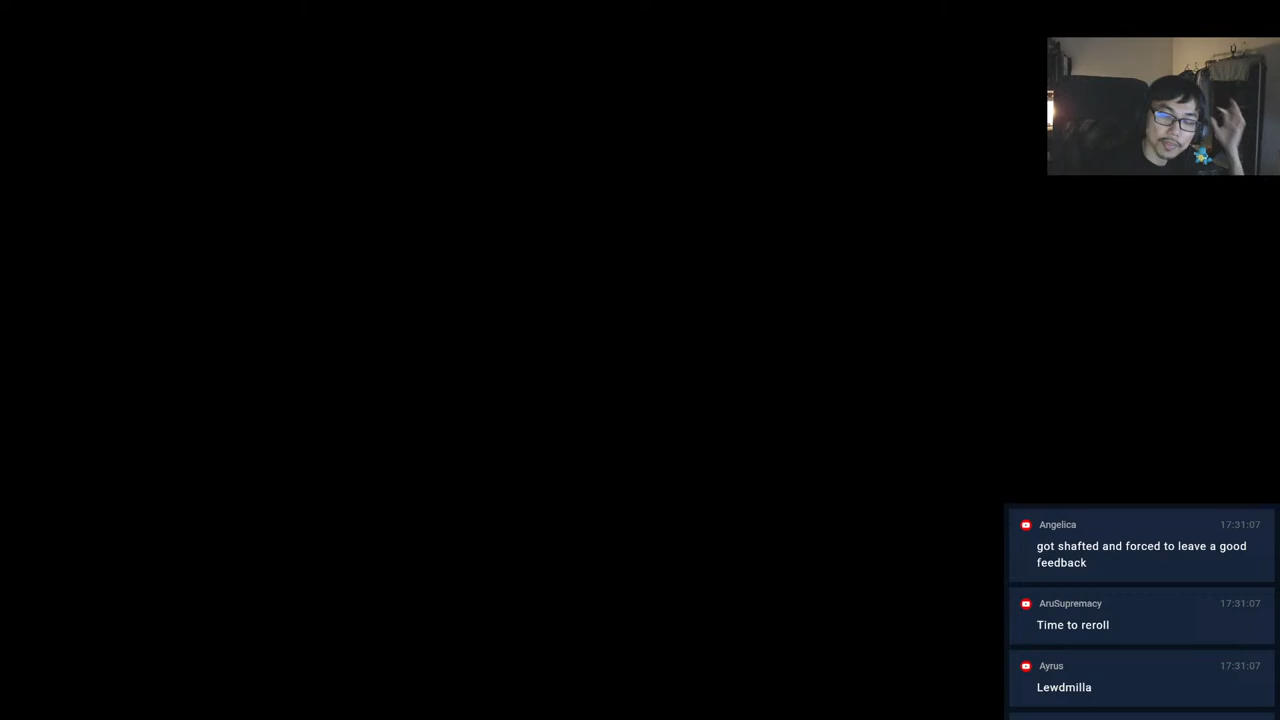 Angelica 17:31:07
got shafted and forced to leave a good
feedback
AruSupremacy 17:31:07
Time to reroll
Ayrus 17:31:07
Lewdmilla